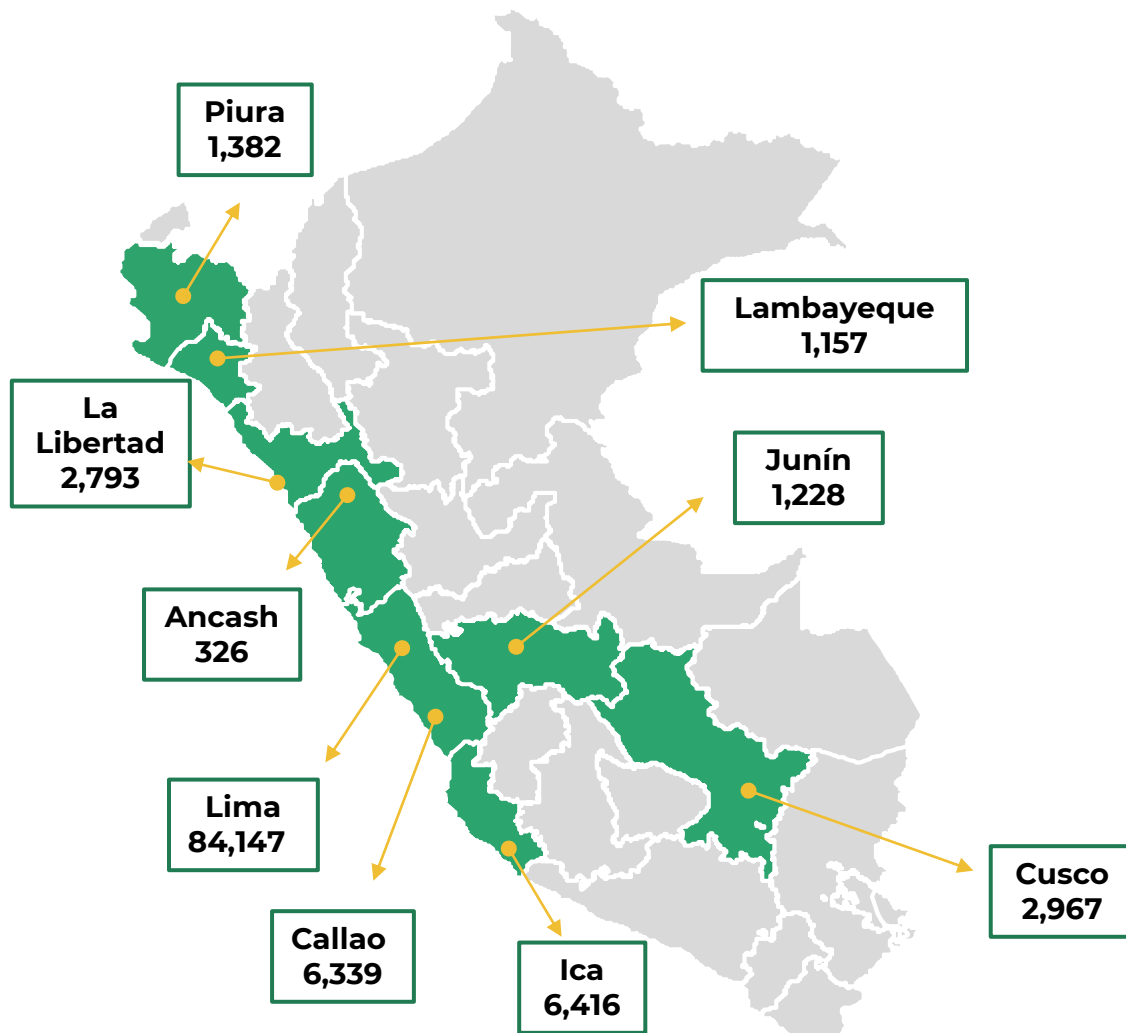 Piura
1,382
Lambayeque
1,157
La
Libertad
2,793
Junín
1,228
Ancash
326
Lima
84,147
Cusco
2,967
Callao
6,339
Ica
6,416